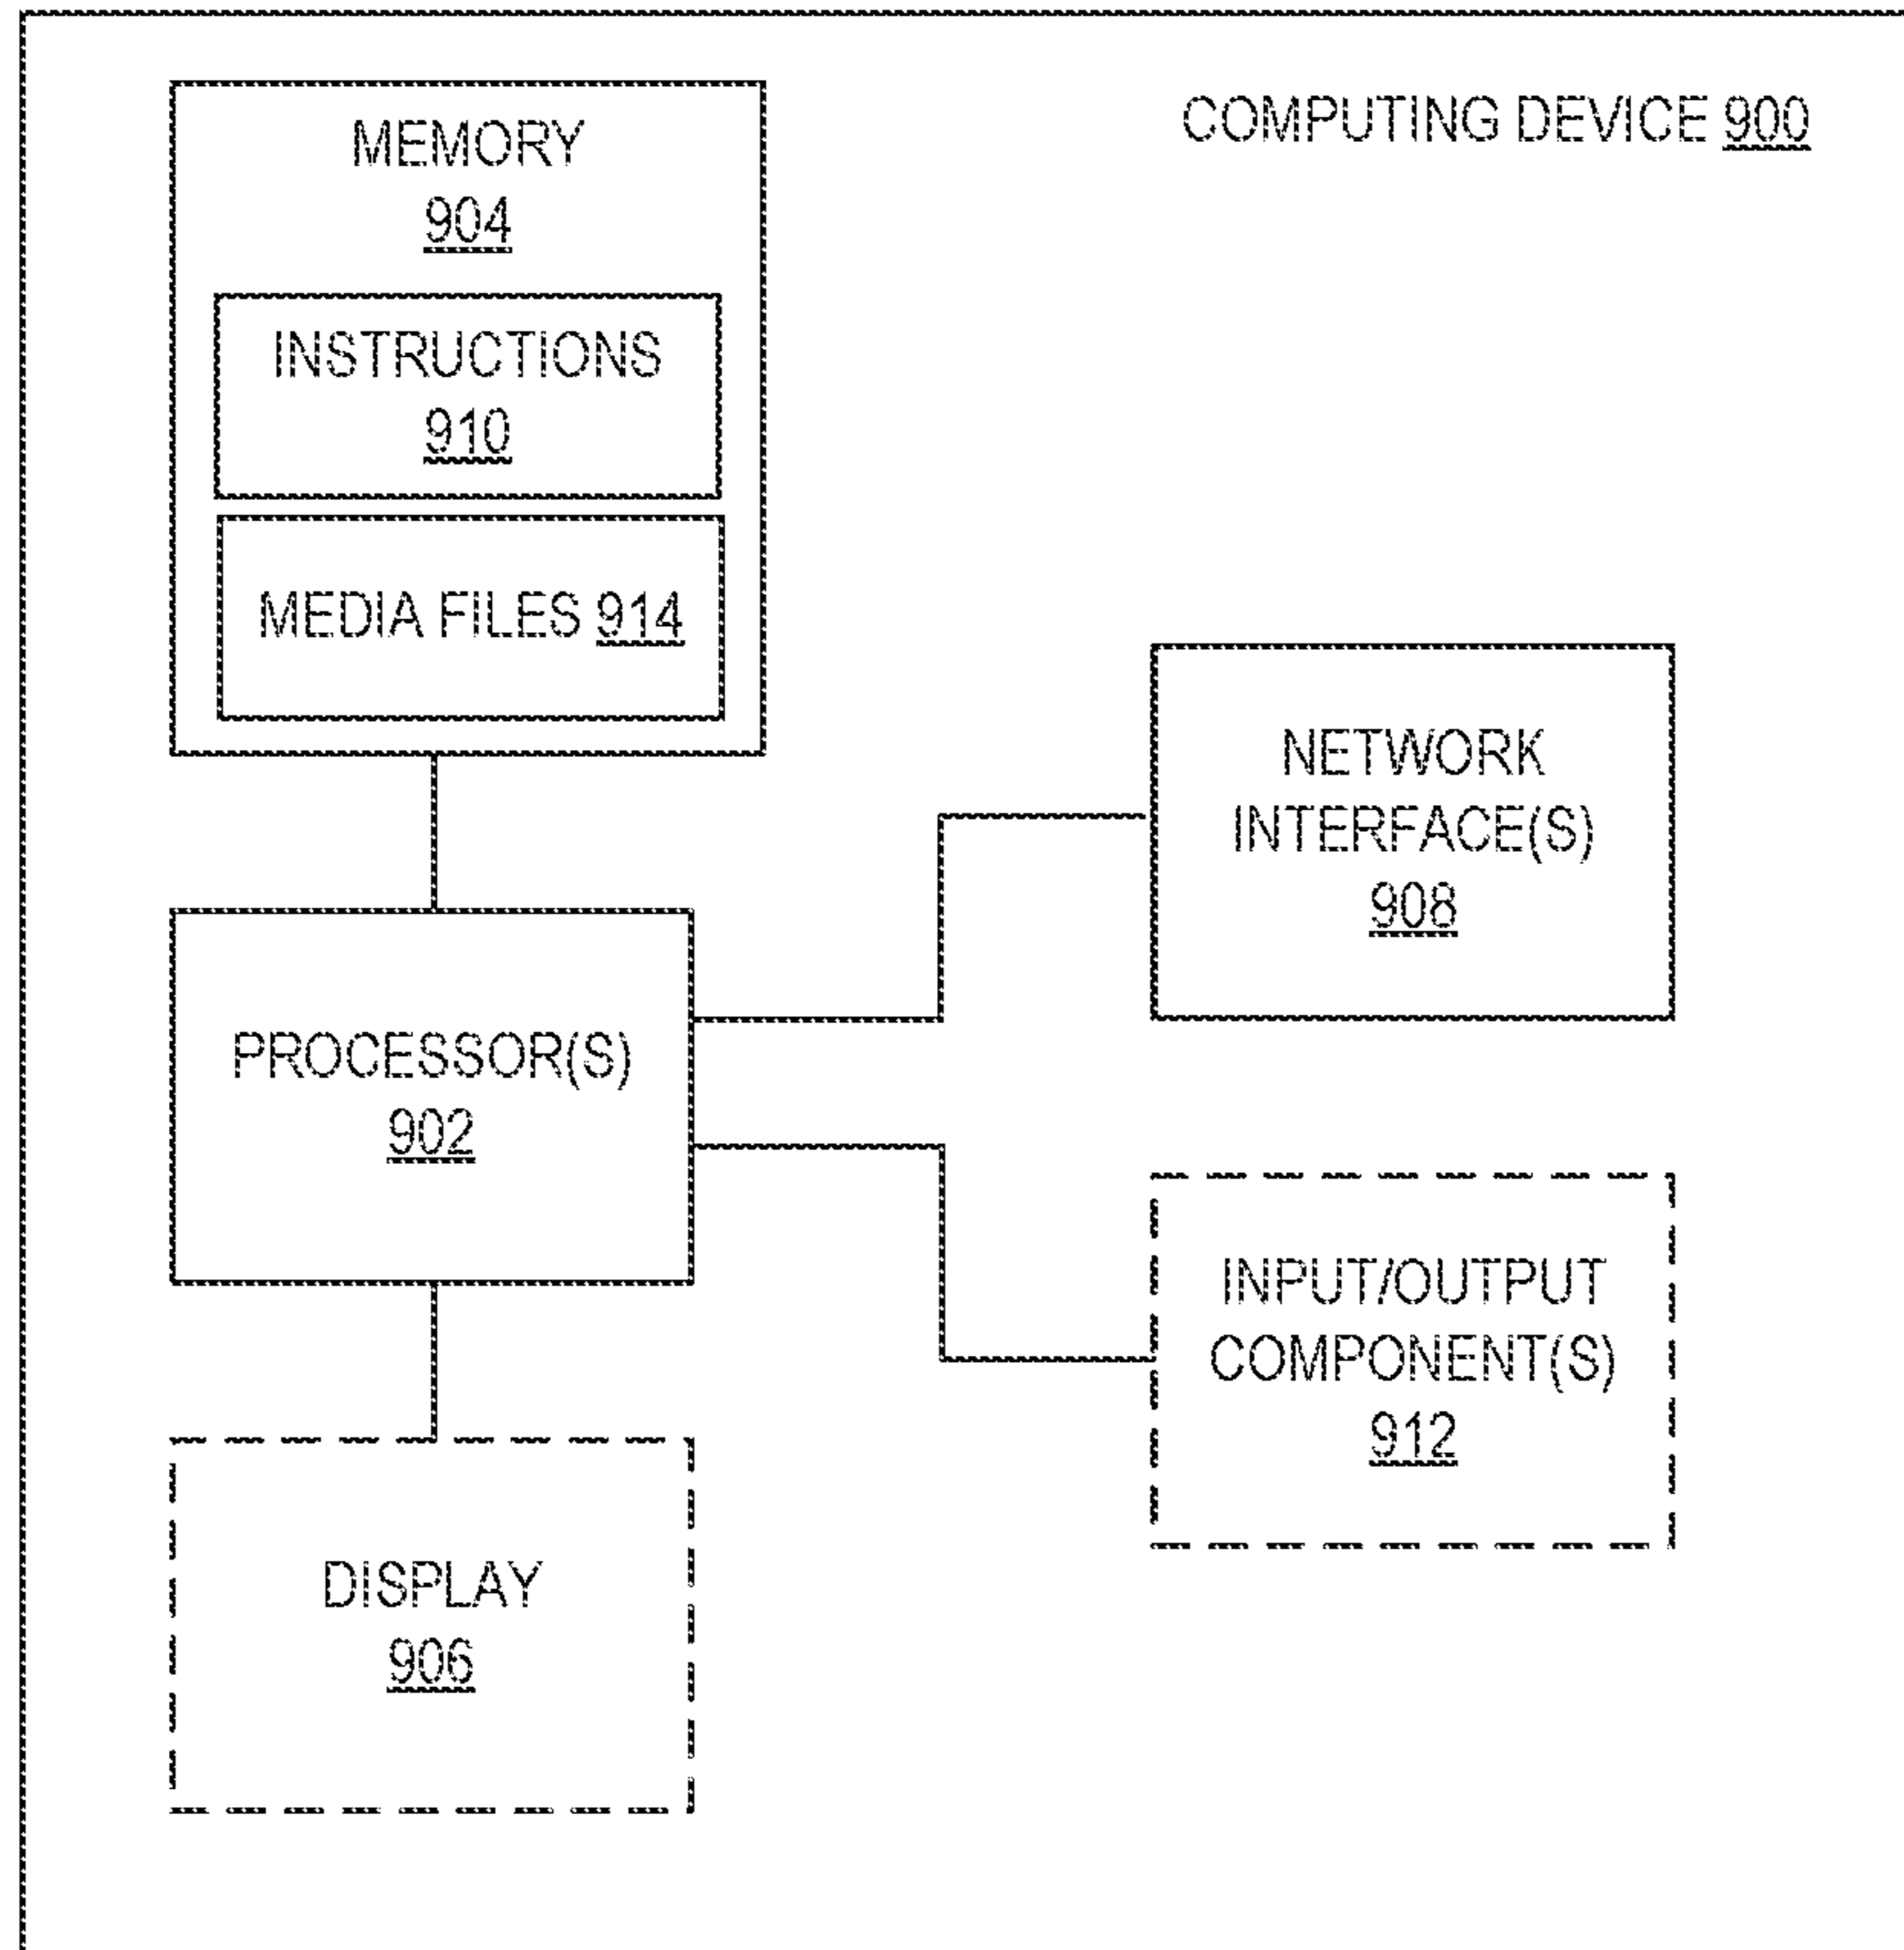 COMPUTING DEVICE 900
MEMORY
904
INSTRUCTIONS
910
MEDIA FILES 914
NETWORK
INTERFACE(S)
908
PROCESSOR(S)
902
INPUT/OUTPUT
COMPONENT(S)
912
DISPLAY
906